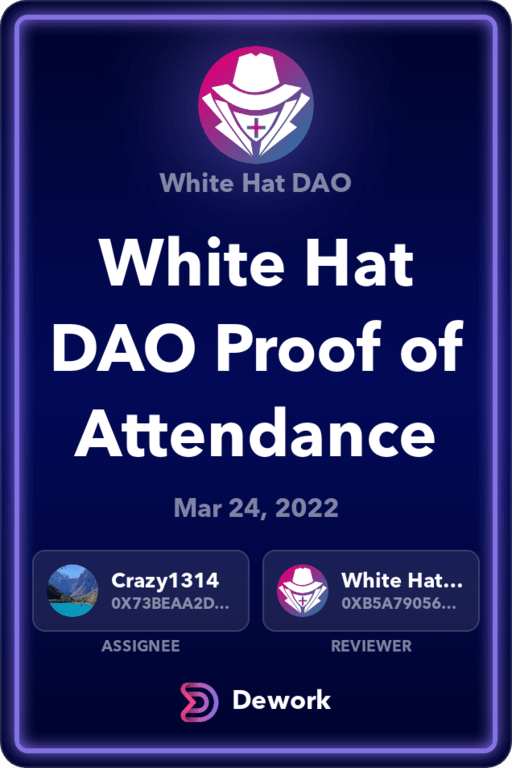 White Hat DAO
White Hat
DAO Proof of
Attendance
Mar 24, 2022
Crazy1314
0X73BEAA2D...
ASSIGNEE
White Hat...
0XB5A79056...
REVIEWER
Dework